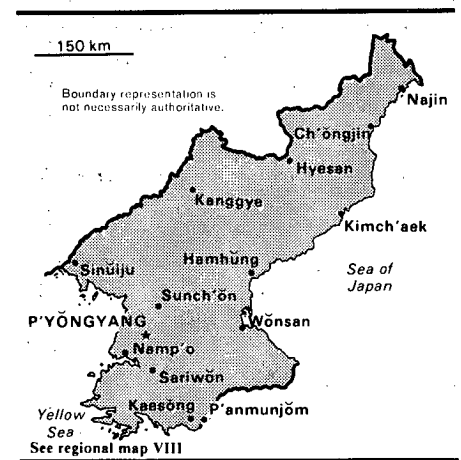 150 km
Boundary representation is
not necessarily authoritative.
Najin
Ch'ŏngjin
Hyesan
Kanggye
Kimch'aek
Hamhŭng
Sinŭiju
Sea of
Japan
Sunch'ŏn
P'YŎNGYANG
Wŏnsan
Namp'o
Sariwŏn
Kaesŏng
P'anmunjŏm
Yellow
Sea
See regional map VIII